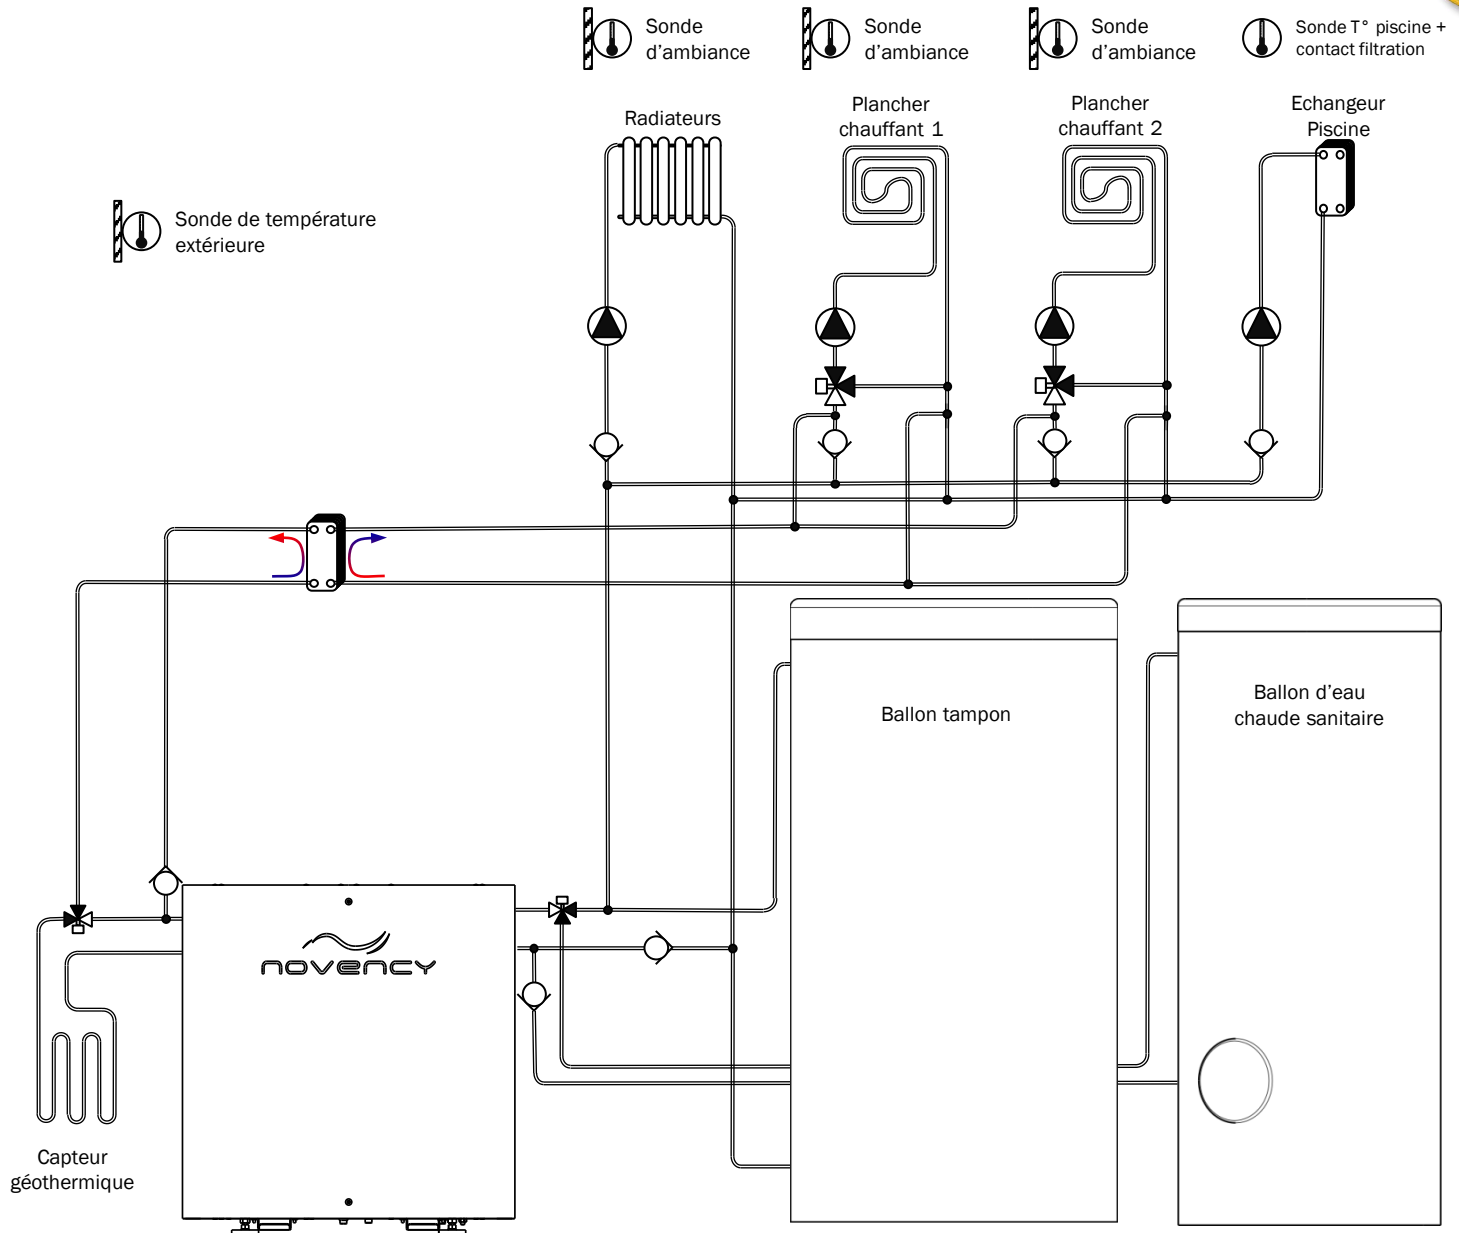 Sonde
d’ambiance
Sonde
d’ambiance
Sonde
d’ambiance
Sonde T° piscine +
contact filtration
Radiateurs
Plancher
chauffant 1
Plancher
chauffant 2
Echangeur
Piscine
Sonde de température
extérieure
Ballon tampon
Ballon d’eau
chaude sanitaire
novency
Capteur
géothermique